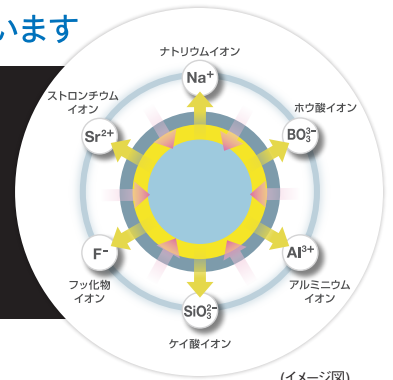 います
ナトリウムイオン
Na⁺
ストロンチウム
イオン
Sr²⁺
ホウ酸イオン
BO₃³⁻
F⁻
フッ化物
イオン
Al³⁺
アルミニウム
イオン
SiO₃²⁻
ケイ酸イオン
(イメージ図)